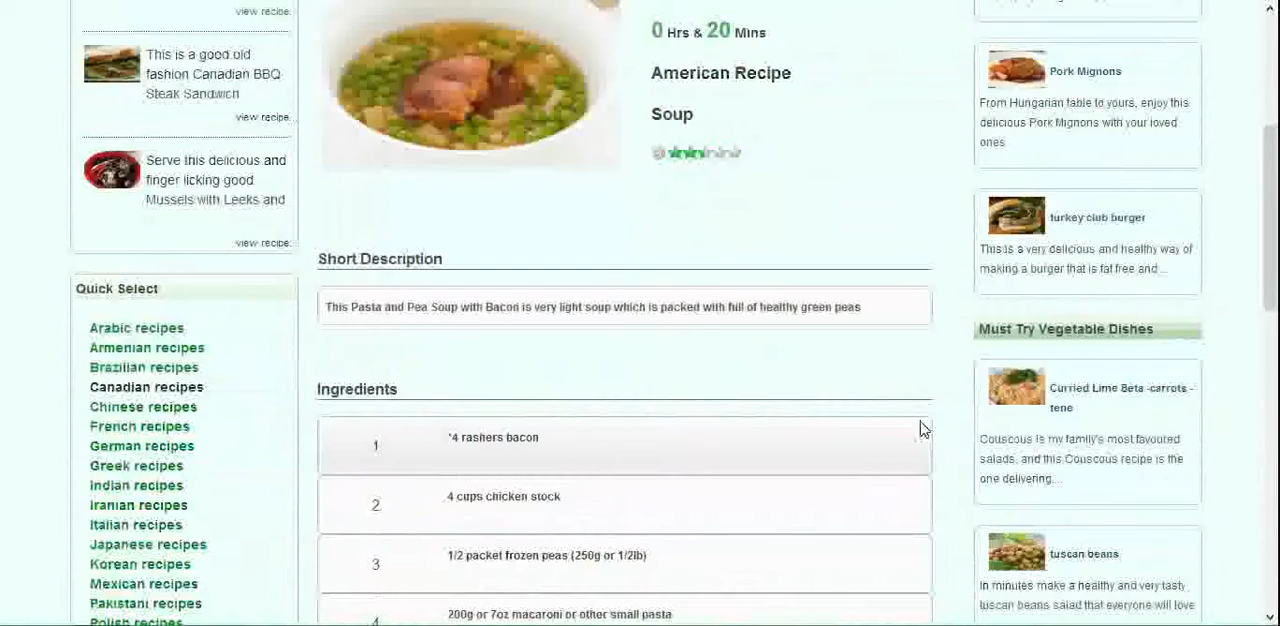 view recipe.
This is a good old
fashion Canadian BBQ
Steak Sandwich
view recipe.
Serve this delicious and
finger licking good
Mussels with Leeks and
view recipe.
Quick Select
Arabic recipes
Armenian recipes
Brazilian recipes
Canadian recipes
Chinese recipes
French recipes
German recipes
Greek recipes
Indian recipes
Iranian recipes
Italian recipes
Japanese recipes
Korean recipes
Mexican recipes
Pakistani recipes
Polish recipes
0 Hrs & 20 Mins
American Recipe
Soup
Short Description
This Pasta and Pea Soup with Bacon is very light soup which is packed with full of healthy green peas
Ingredients
1 '4 rashers bacon
2 4 cups chicken stock
3 1/2 packet frozen peas (250g or 1/2lb)
4 200g or 7oz macaroni or other small pasta
Pork Mignons
From Hungarian table to yours, enjoy this
delicious Pork Mignons with your loved
ones
turkey club burger
This is a very delicious and healthy way of
making a burger that is fat free and ...
Must Try Vegetable Dishes
Curried Lime Beta -carrots -
tene
Couscous is my family's most favoured
salads, and this Couscous recipe is the
one delivering...
tuscan beans
In minutes make a healthy and very tasty
tuscan beans salad that everyone will love